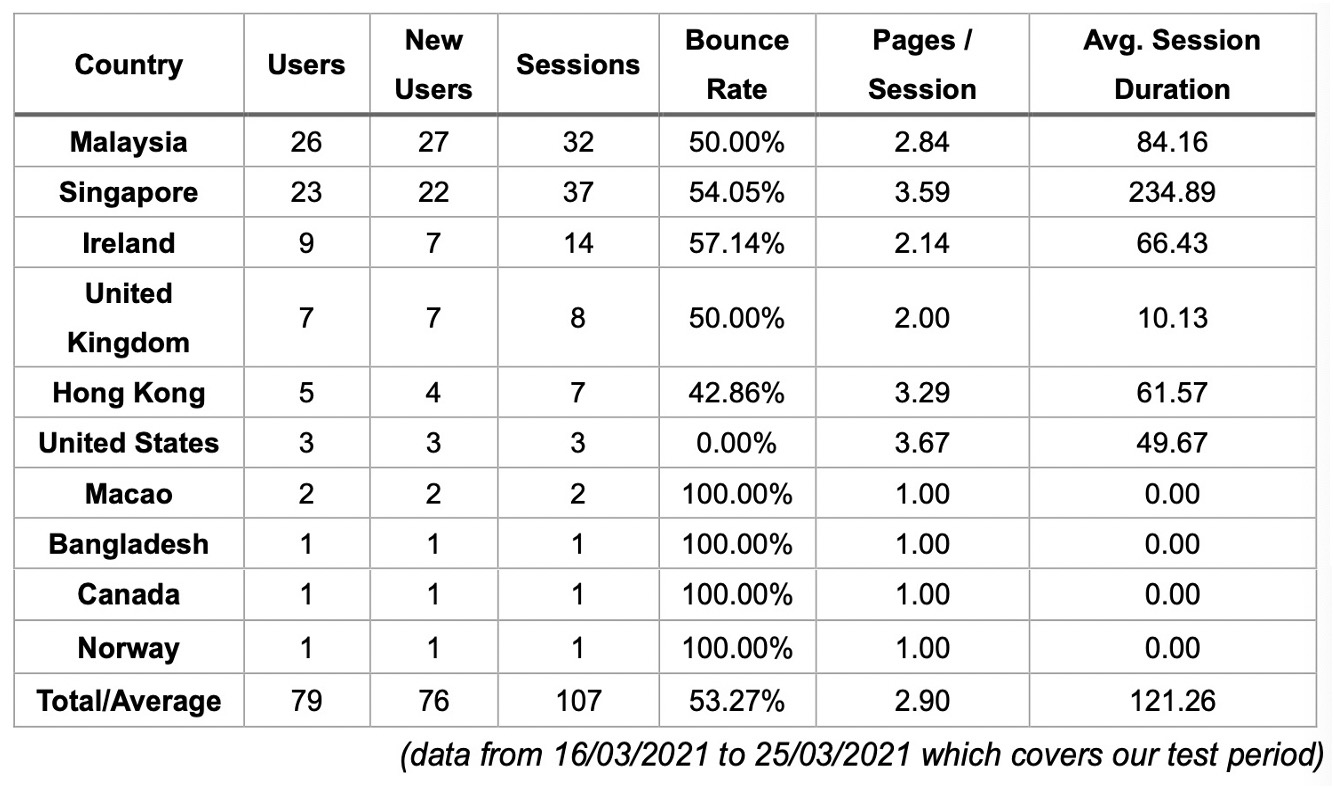 Country Users New Users Sessions Bounce Rate Pages / Session Avg. Session Duration
Malaysia 26 27 32 50.00% 2.84 84.16
Singapore 23 22 37 54.05% 3.59 234.89
Ireland 9 7 14 57.14% 2.14 66.43
United Kingdom 7 7 8 50.00% 2.00 10.13
Hong Kong 5 4 7 42.86% 3.29 61.57
United States 3 3 3 0.00% 3.67 49.67
Macao 2 2 2 100.00% 1.00 0.00
Bangladesh 1 1 1 100.00% 1.00 0.00
Canada 1 1 1 100.00% 1.00 0.00
Norway 1 1 1 100.00% 1.00 0.00
Total/Average 79 76 107 53.27% 2.90 121.26
(data from 16/03/2021 to 25/03/2021 which covers our test period)